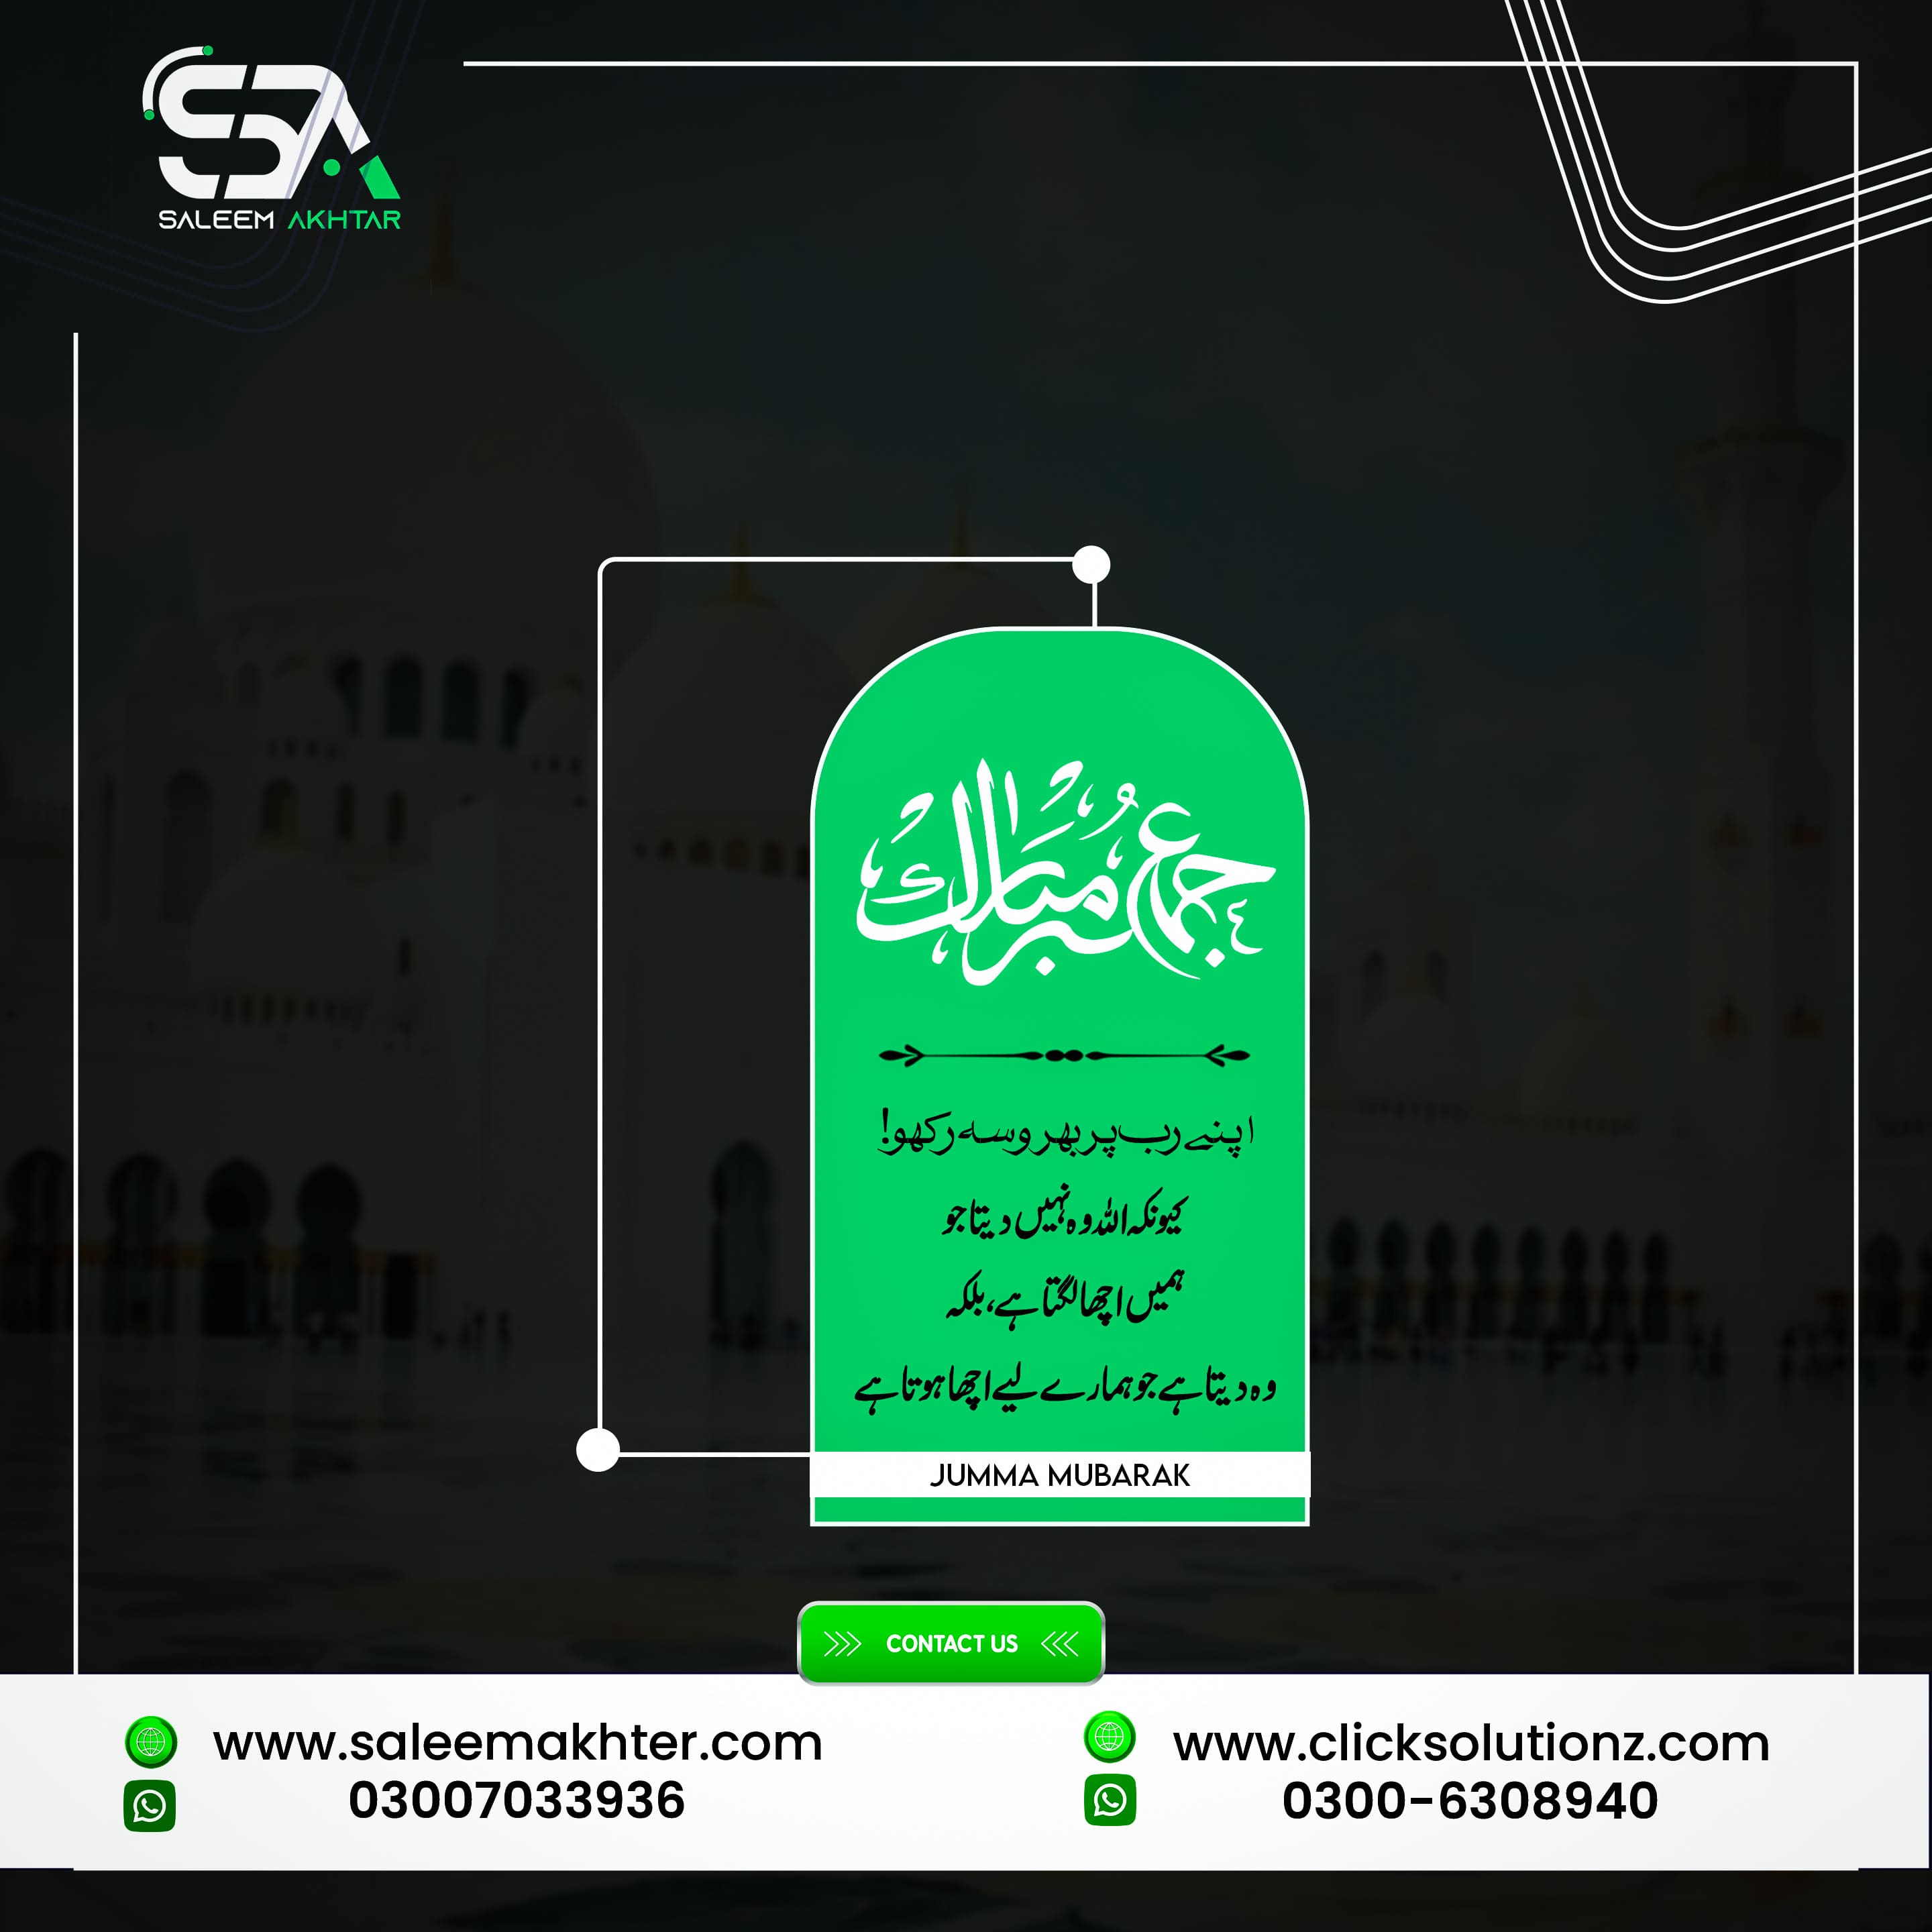 SA
SALEEM AKHTAR
جمعۃ مبارک
اپنے رب پر بھروسہ رکھو!
کیونکہ اللہ وہ نہیں دیتا جو
ہمیں اچھا لگتا ہے، بلکہ
وہ دیتا ہے جو ہمارے لیے اچھا ہوتا ہے
JUMMA MUBARAK
CONTACT US
www.saleemakhter.com
03007033936
www.clicksolutionz.com
0300-6308940